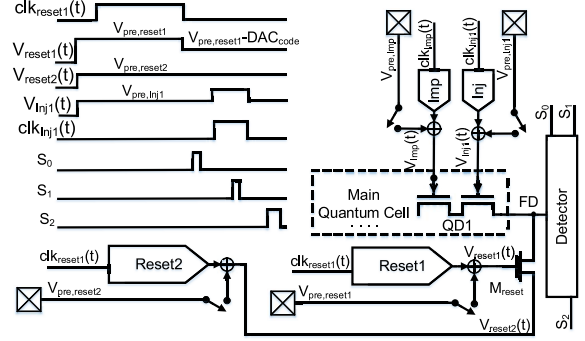 clk_reset1(t)
V_pre,reset1
V_reset1(t)
V_pre,reset1-DAC_code
V_reset2(t)
V_pre,reset2
V_Inj1(t)
V_pre,Inj1
clk_Inj1(t)
S_0
S_1
S_2
V_pre,Imp
clk_Imp(t)
clk_Inj1(t)
V_pre,Inj1
Imp
Inj
V_Imp(t)
V_Inj1(t)
S_0
S_1
Main
Quantum Cell
....
QD1
FD
Detector
S_2
clk_reset1(t)
Reset2
V_pre,reset2
clk_reset1(t)
Reset1
V_pre,reset1
V_reset1(t)
M_reset
V_reset2(t)